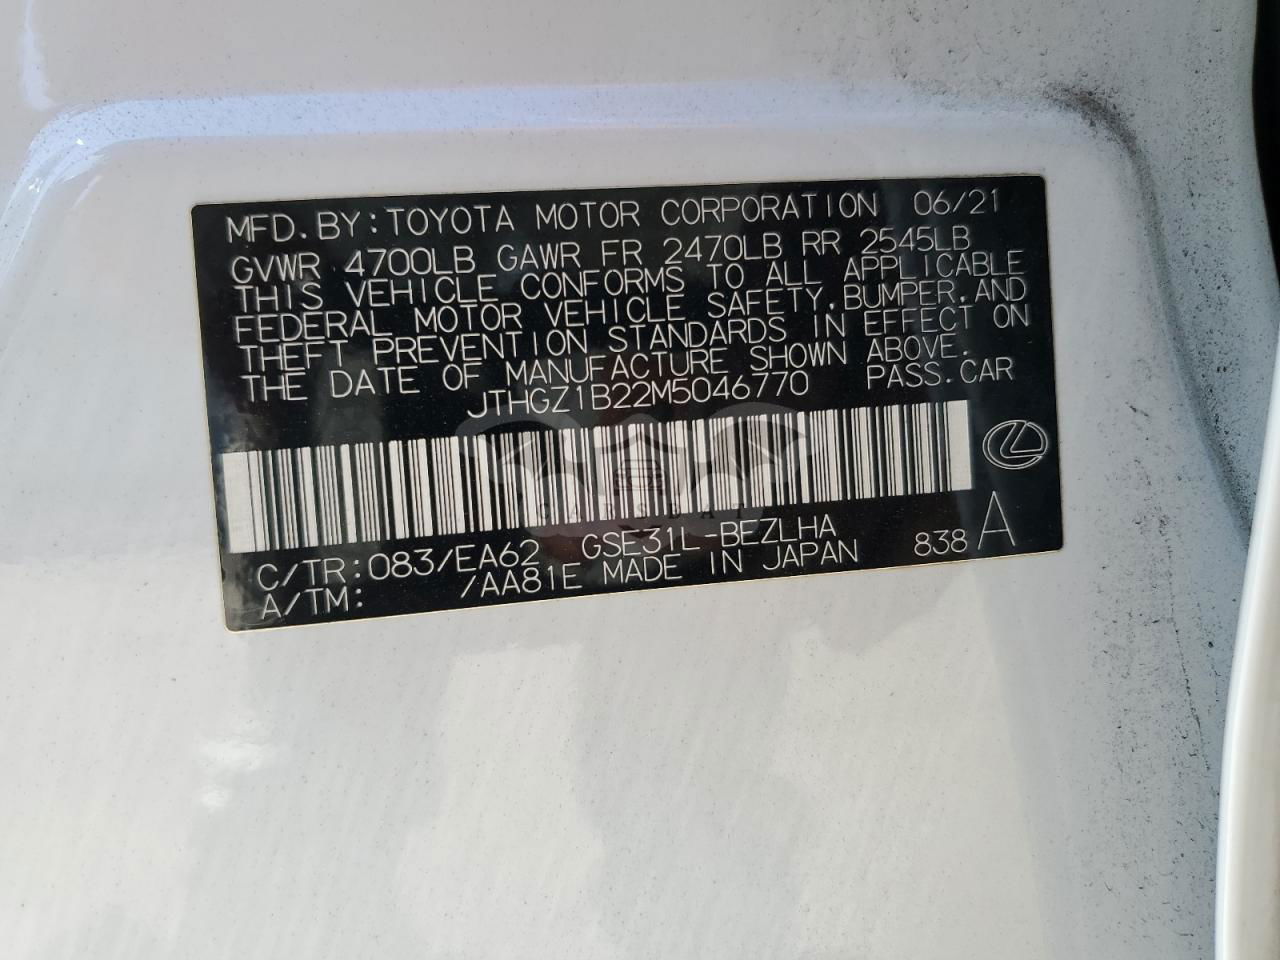 MFD. BY: TOYOTA MOTOR CORPORATION 06/21
GVWR 4700LB GAWR FR 2470LB RR 2545LB
THIS VEHICLE CONFORMS TO ALL APPLICABLE
FEDERAL MOTOR VEHICLE SAFETY, BUMPER, AND
THEFT PREVENTION STANDARDS IN EFFECT ON
THE DATE OF MANUFACTURE SHOWN ABOVE.
JTHGZ1B22M5046770 PASS. CAR
CARSDAT
C/TR: 083/EA62 GSE31L-BEZLHA
A/TM: /AA81E MADE IN JAPAN 838 A